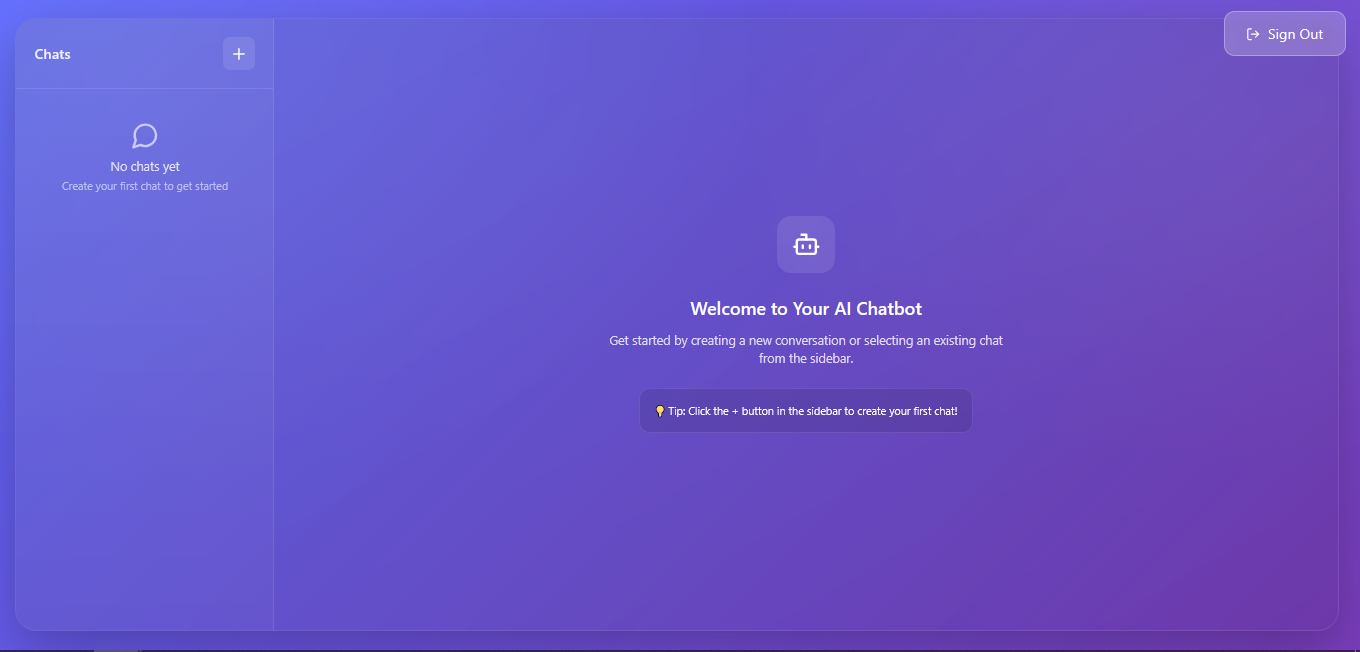 Chats
Sign Out
No chats yet
Create your first chat to get started
Welcome to Your AI Chatbot
Get started by creating a new conversation or selecting an existing chat
from the sidebar.
💡 Tip: Click the + button in the sidebar to create your first chat!